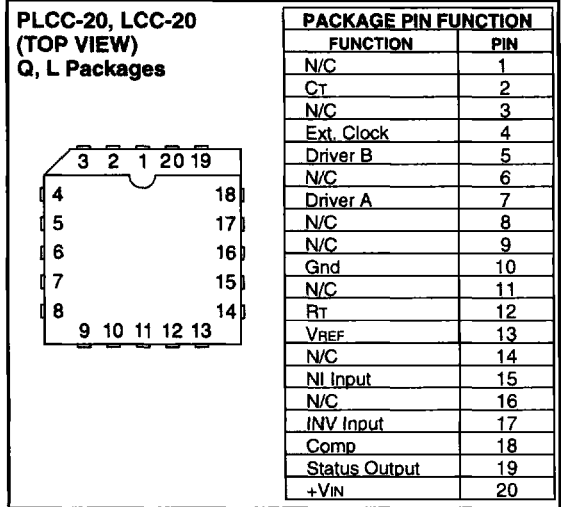 PLCC-20, LCC-20
(TOP VIEW)
Q, L Packages
3 2 1 20 19
4 18
5 17
6 16
7 15
8 14
9 10 11 12 13
PACKAGE PIN FUNCTION
FUNCTION PIN
N/C 1
CT 2
N/C 3
Ext. Clock 4
Driver B 5
N/C 6
Driver A 7
N/C 8
N/C 9
Gnd 10
N/C 11
RT 12
VREF 13
N/C 14
NI Input 15
N/C 16
INV Input 17
Comp 18
Status Output 19
+VIN 20